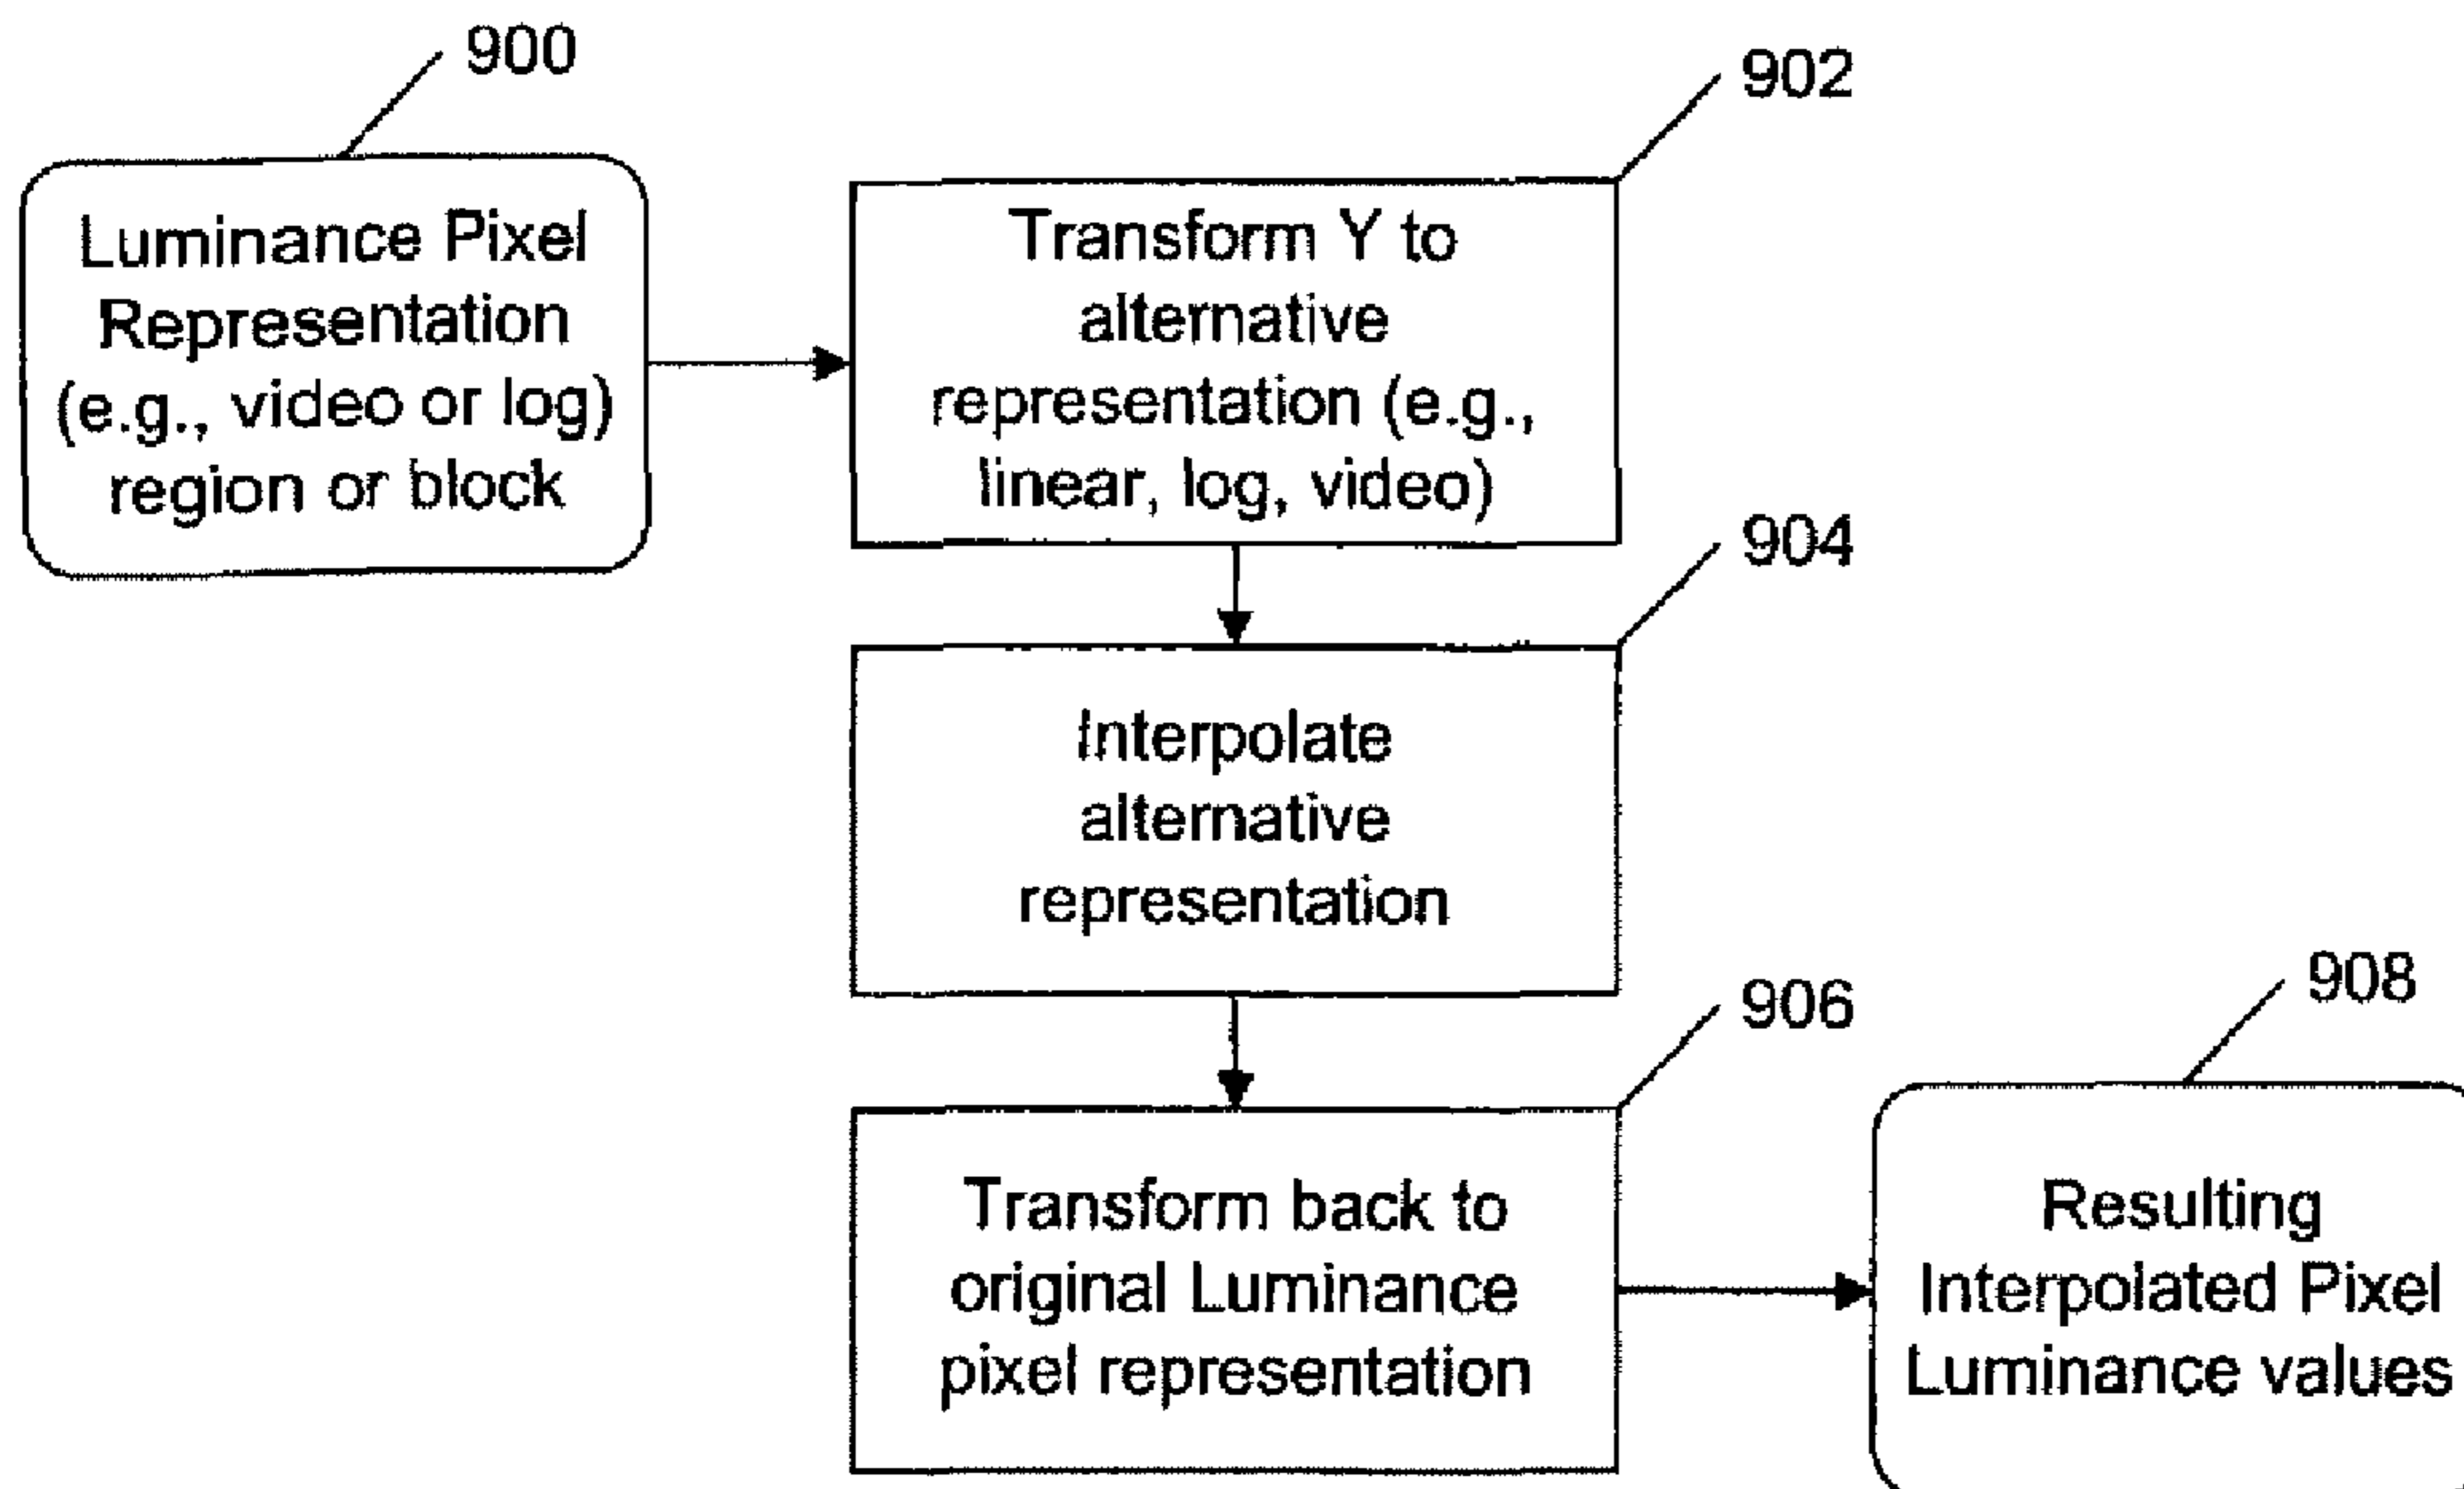 900
Luminance Pixel
Representation
(e.g., video or log)
region or block
902
Transform Y to
alternative
representation (e.g.,
linear, log, video)
904
Interpolate
alternative
representation
906
Transform back to
original Luminance
pixel representation
908
Resulting
Interpolated Pixel
Luminance values